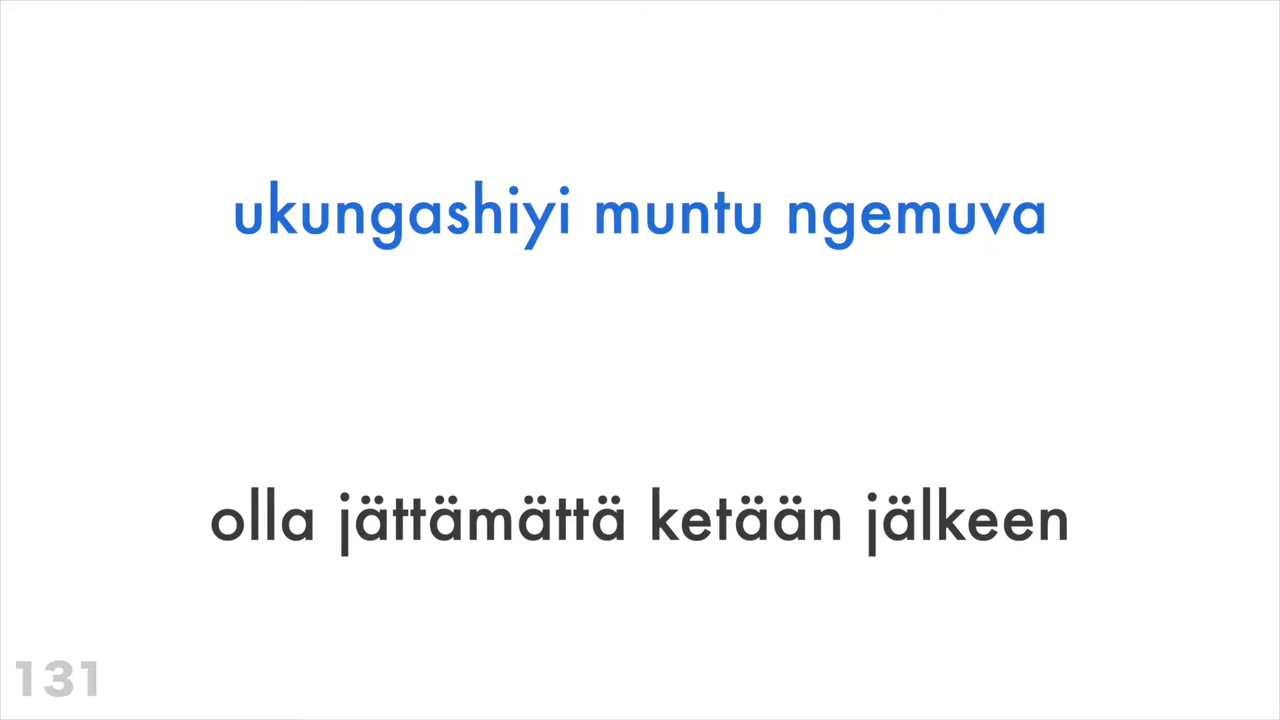 ukungashiyi muntu ngemuva
olla jättämättä ketään jälkeen
131